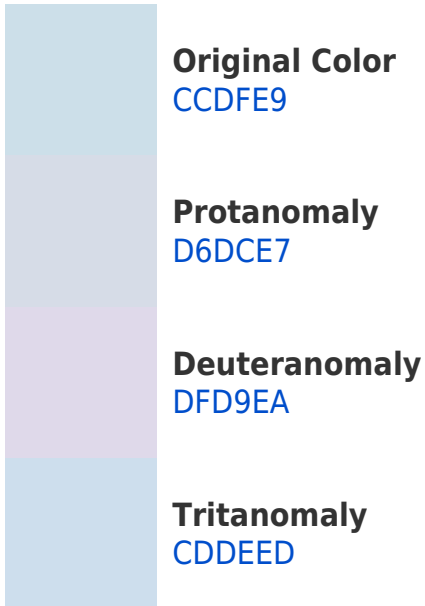 Original Color
CCDFE9
Protanomaly
D6DCE7
Deuteranomaly
DFD9EA
Tritanomaly
CDDEED